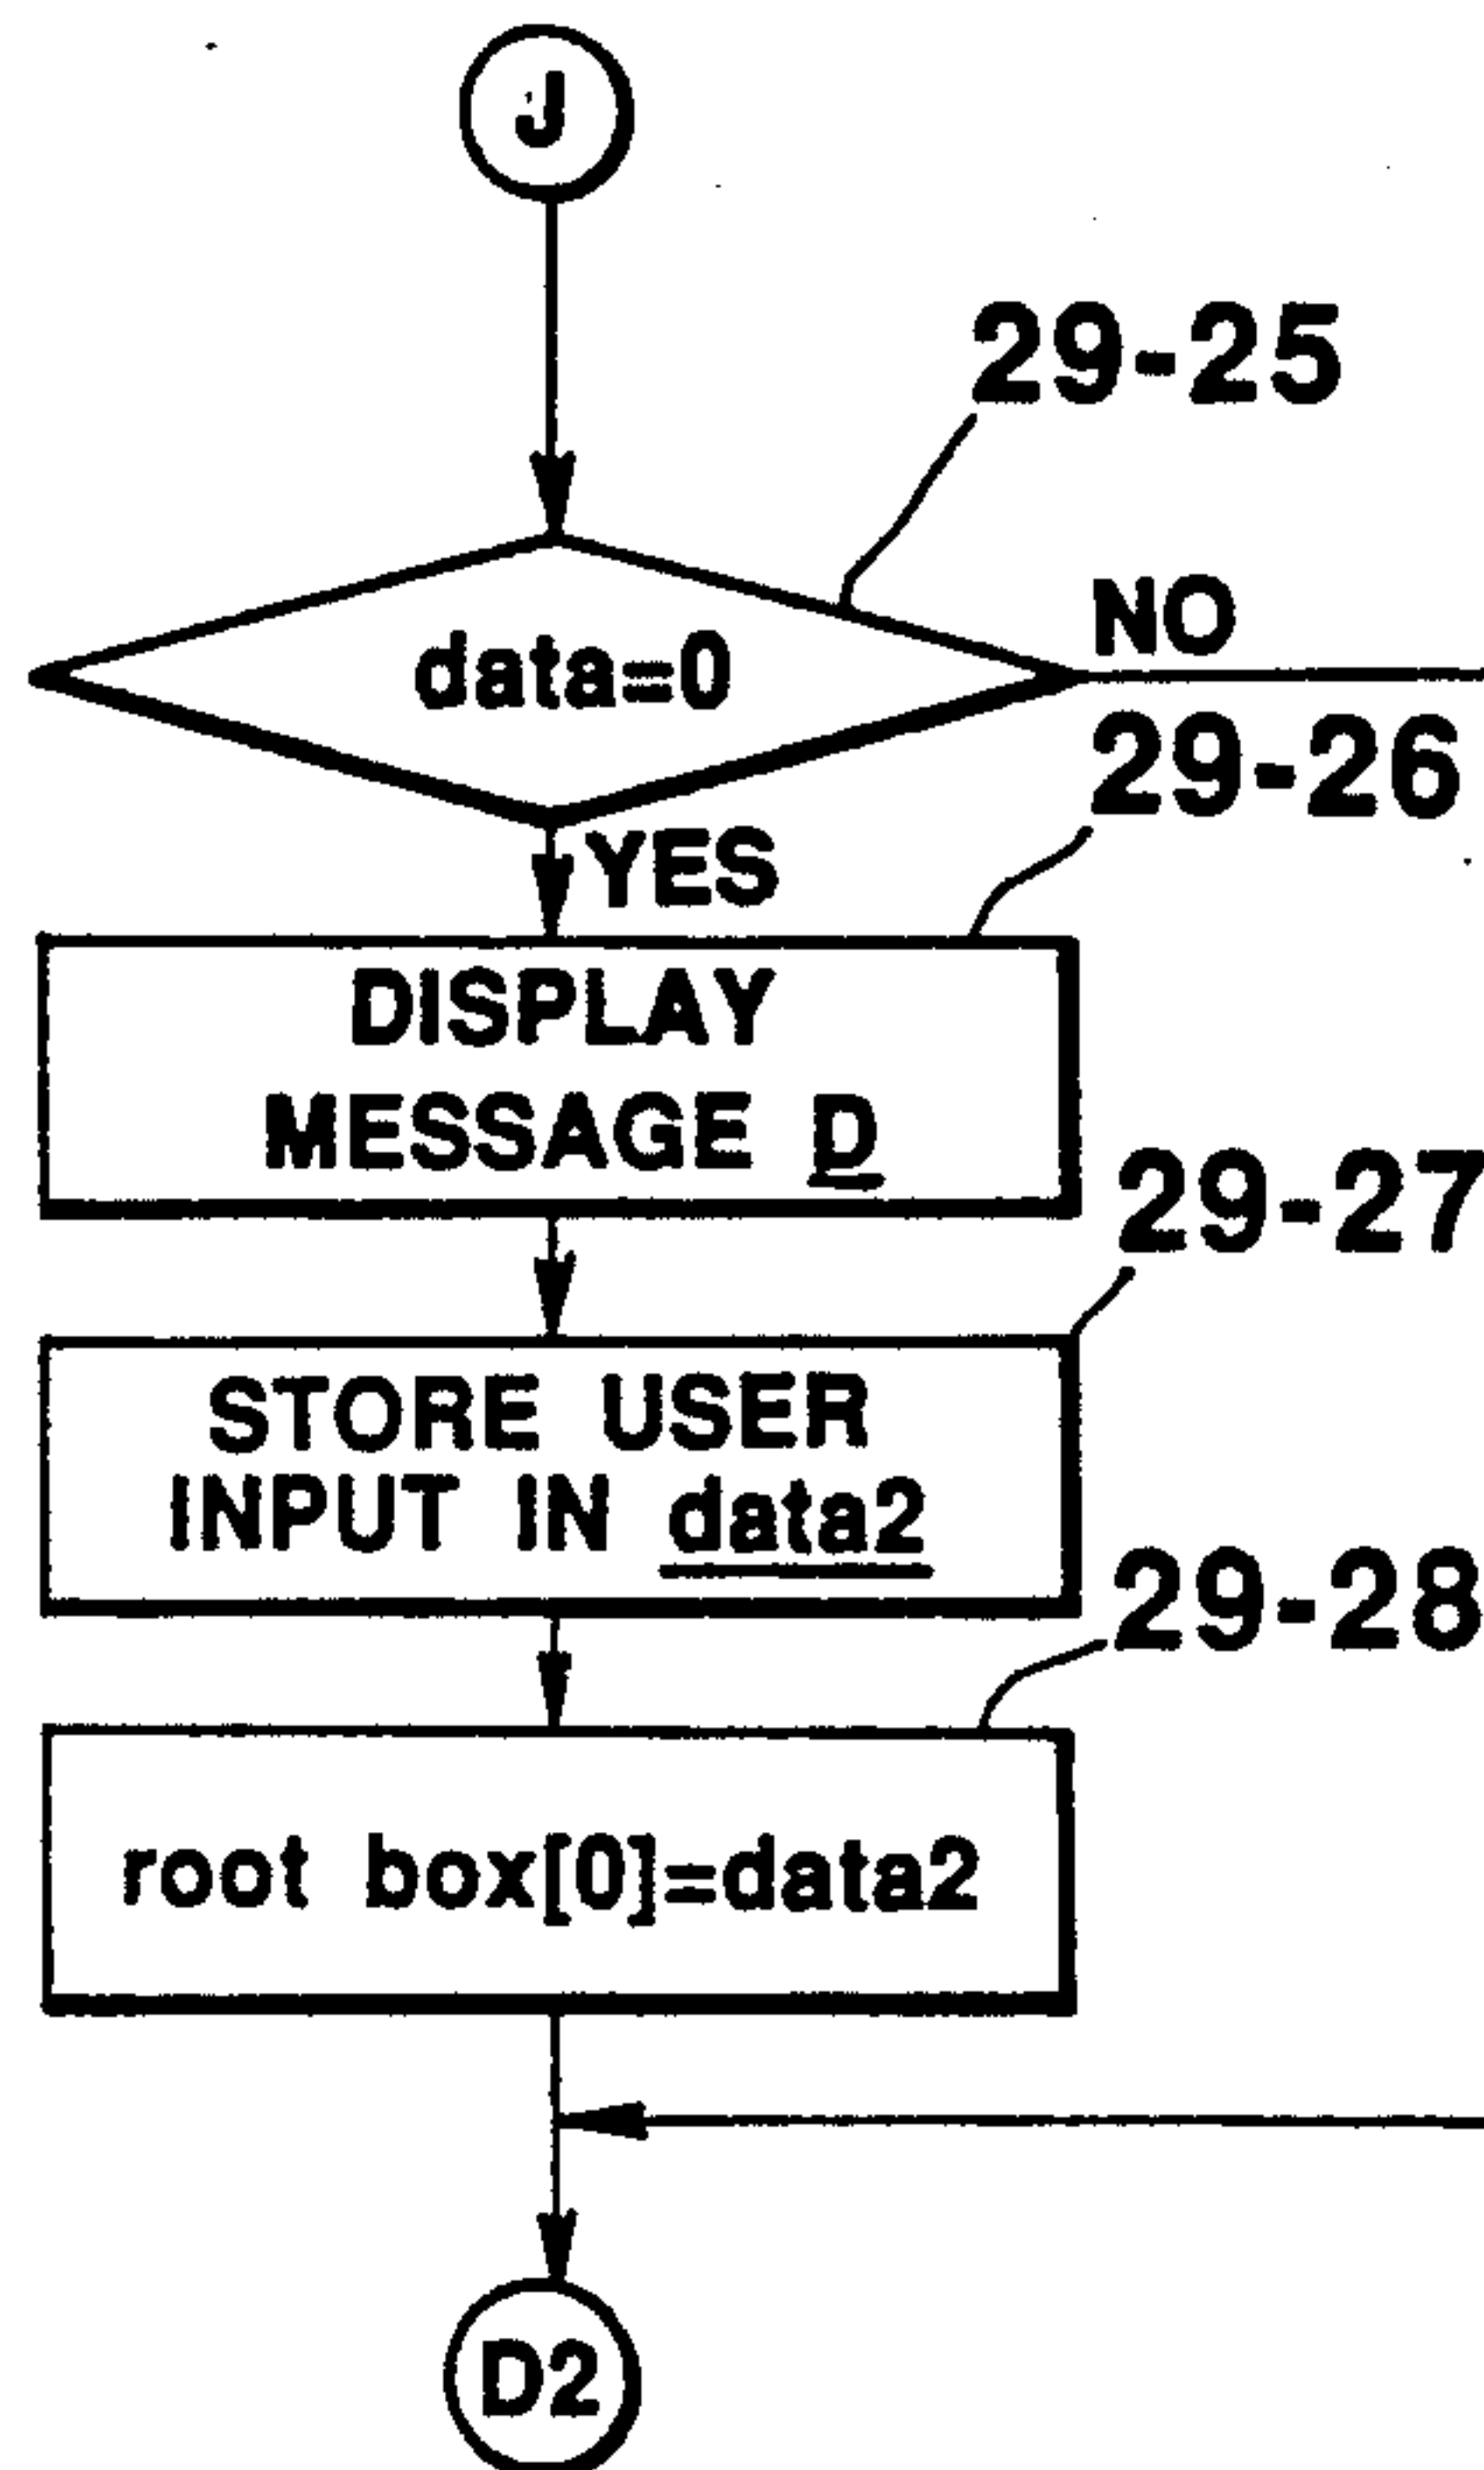 J
29-25
data=0
NO
29-26
YES
DISPLAY
MESSAGE D
29-27
STORE USER
INPUT IN data2
29-28
root box[0]=data2
D2